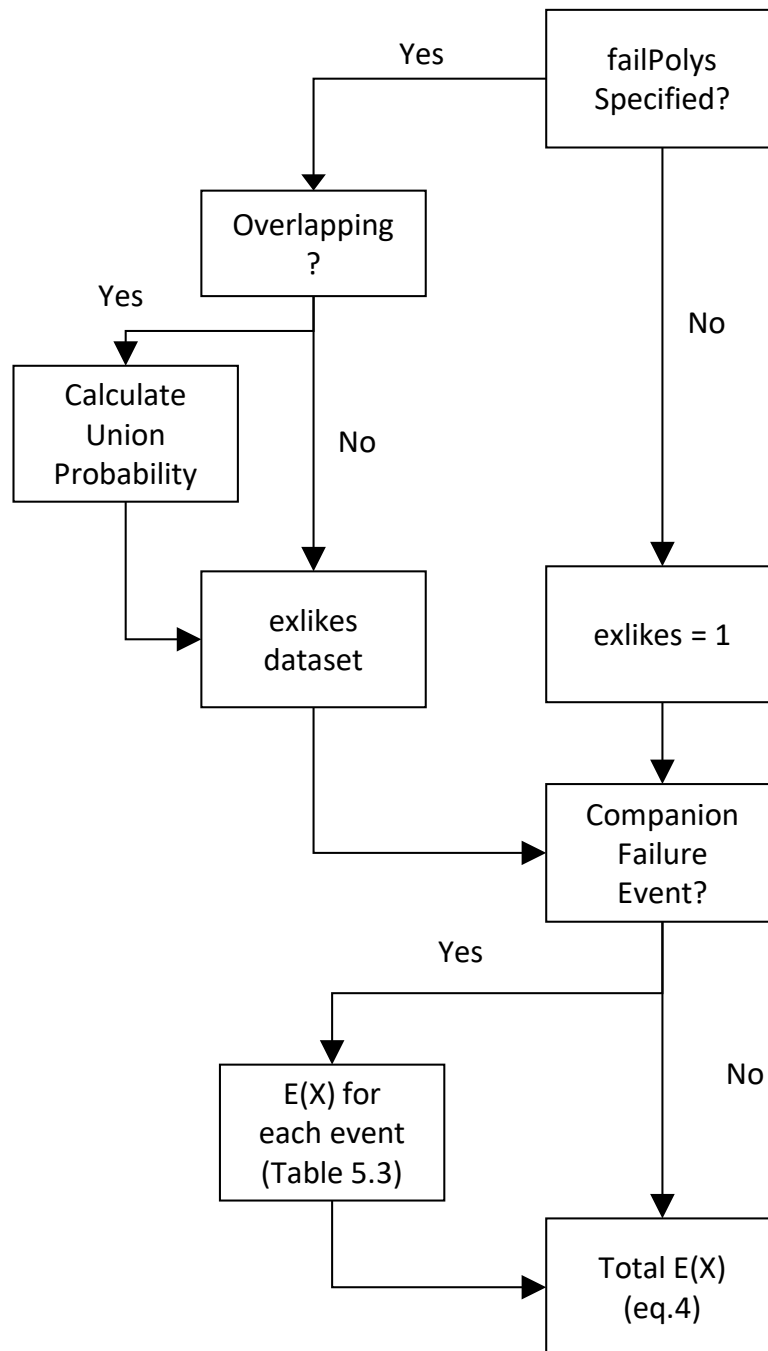 Yes
failPolys
Specified?
Overlapping
?
Yes
No
No
Calculate
Union
Probability
exlikes
dataset
exlikes = 1
Companion
Failure
Event?
Yes
No
E(X) for
each event
(Table 5.3)
Total E(X)
(eq.4)